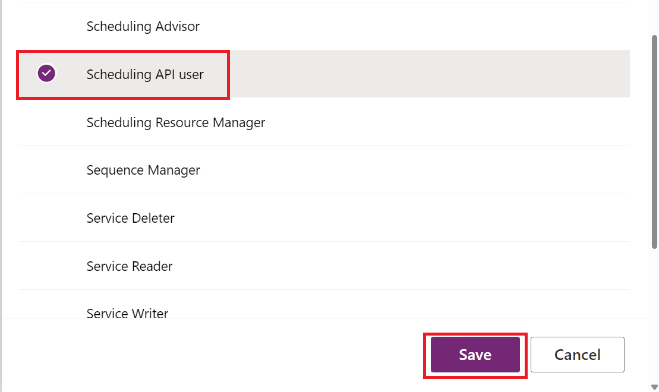 Scheduling Advisor
Scheduling API user
Scheduling Resource Manager
Sequence Manager
Service Deleter
Service Reader
Service Writer
Save Cancel